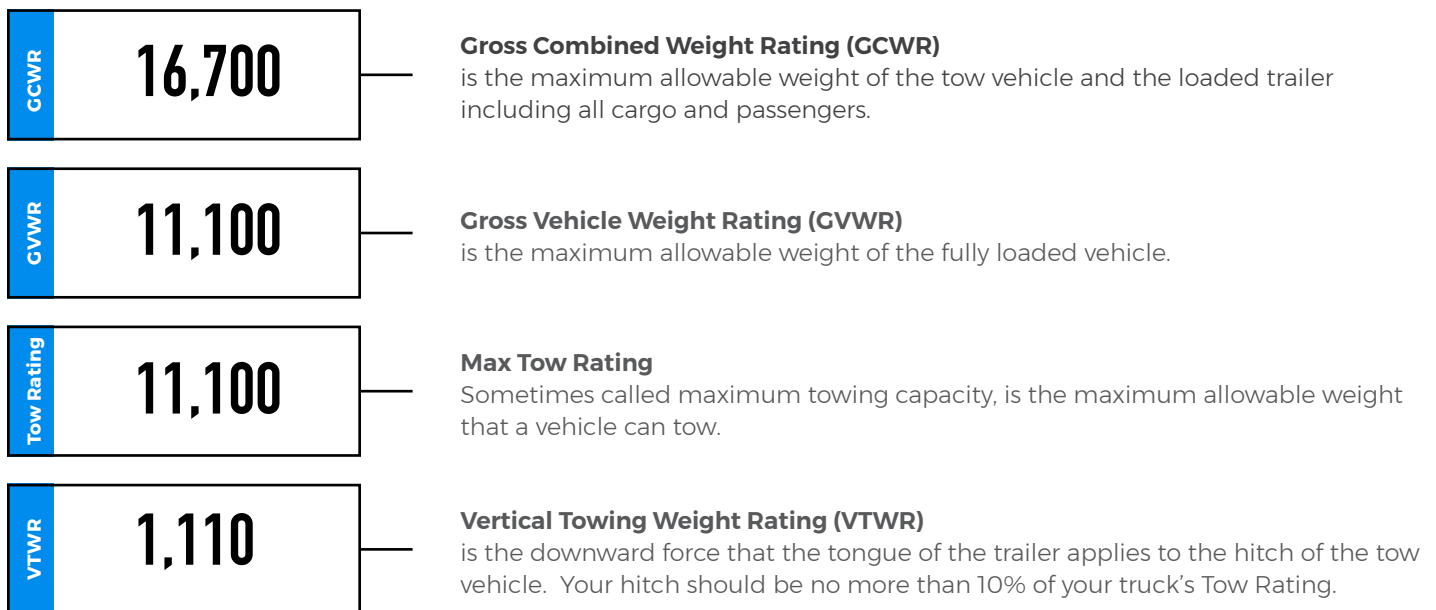 GCWR
16,700
Gross Combined Weight Rating (GCWR)
is the maximum allowable weight of the tow vehicle and the loaded trailer
including all cargo and passengers.
GVWR
11,100
Gross Vehicle Weight Rating (GVWR)
is the maximum allowable weight of the fully loaded vehicle.
Tow Rating
11,100
Max Tow Rating
Sometimes called maximum towing capacity, is the maximum allowable weight
that a vehicle can tow.
VTWR
1,110
Vertical Towing Weight Rating (VTWR)
is the downward force that the tongue of the trailer applies to the hitch of the tow
vehicle.  Your hitch should be no more than 10% of your truck’s Tow Rating.